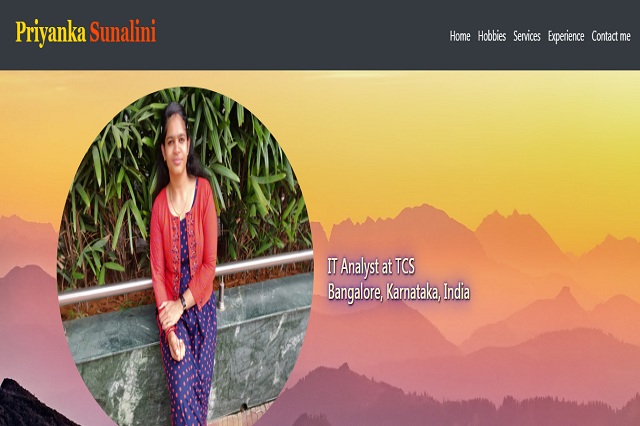 Priyanka Sunalini
Home Hobbies Services Experience Contact me
IT Analyst at TCS
Bangalore, Karnataka, India